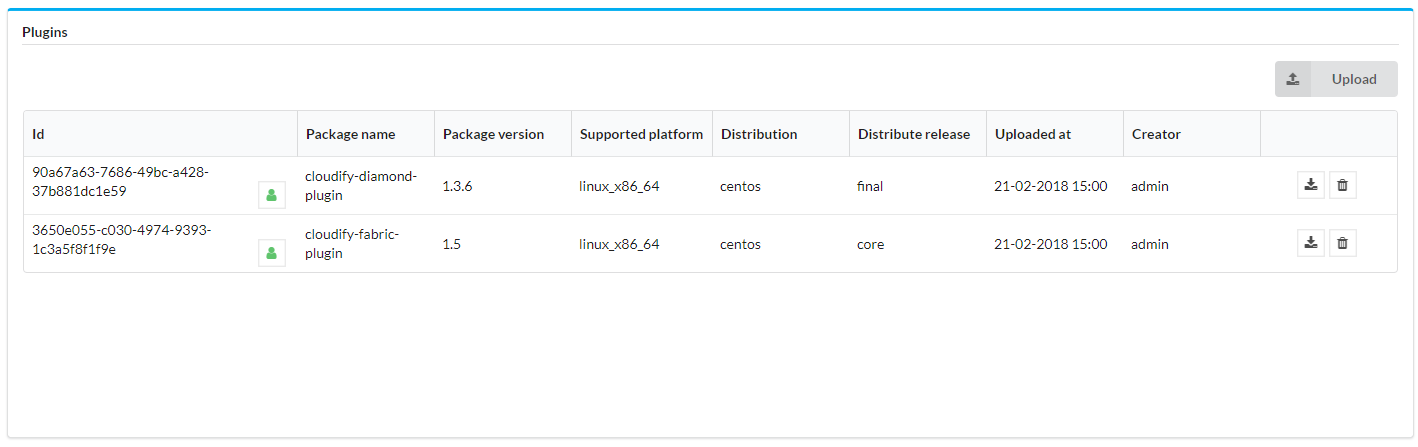 Plugins
Upload
Id Package name Package version Supported platform Distribution Distribute release Uploaded at Creator
90a67a63-7686-49bc-a428-
37b881dc1e59
cloudify-diamond-
plugin
1.3.6 linux_x86_64 centos final 21-02-2018 15:00 admin
3650e055-c030-4974-9393-
1c3a5f8f1f9e
cloudify-fabric-
plugin
1.5 linux_x86_64 centos core 21-02-2018 15:00 admin